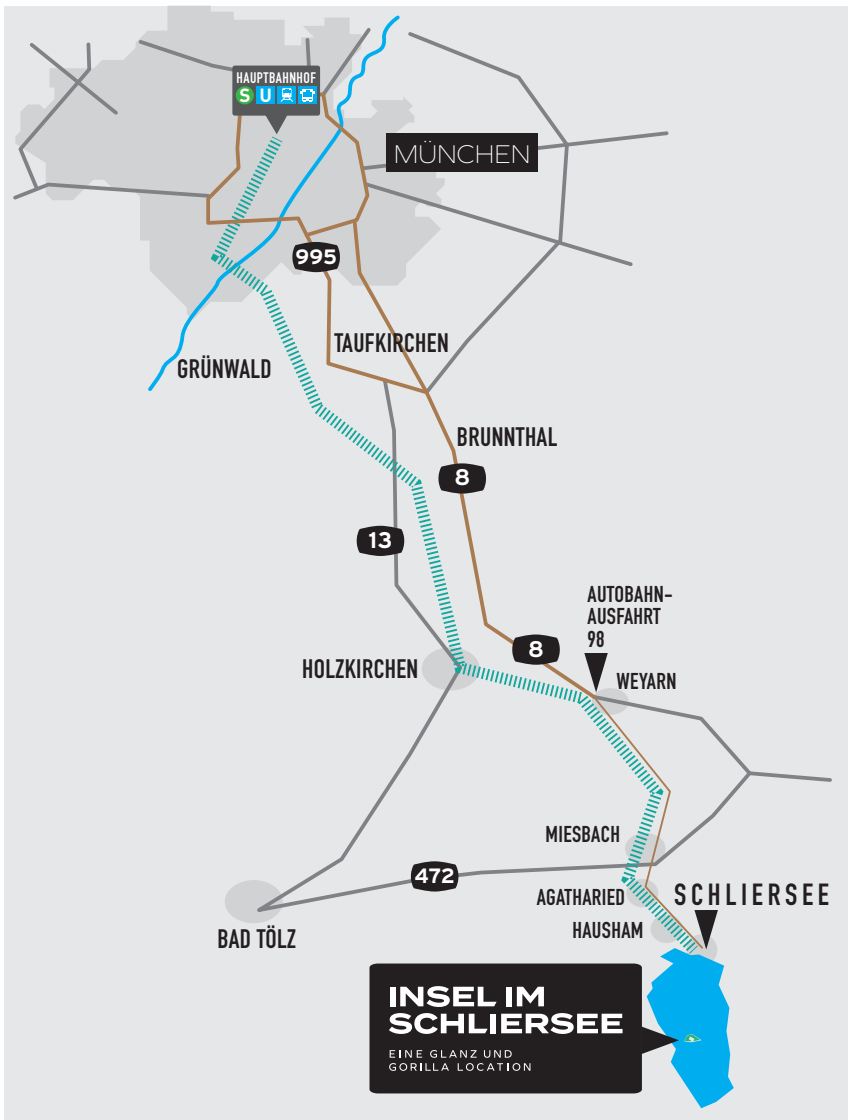 HAUPTBAHNHOF
S U
MÜNCHEN
995
TAUFKIRCHEN
GRÜNWALD
BRUNNTHAL
8
13
AUTOBAHN-
AUSFAHRT
98
8
HOLZKIRCHEN
WEYARN
MIESBACH
472
AGATHARIED
SCHLIERSEE
HAUSHAM
BAD TÖLZ
INSEL IM
SCHLIERSEE
EINE GLANZ UND
GORILLA LOCATION